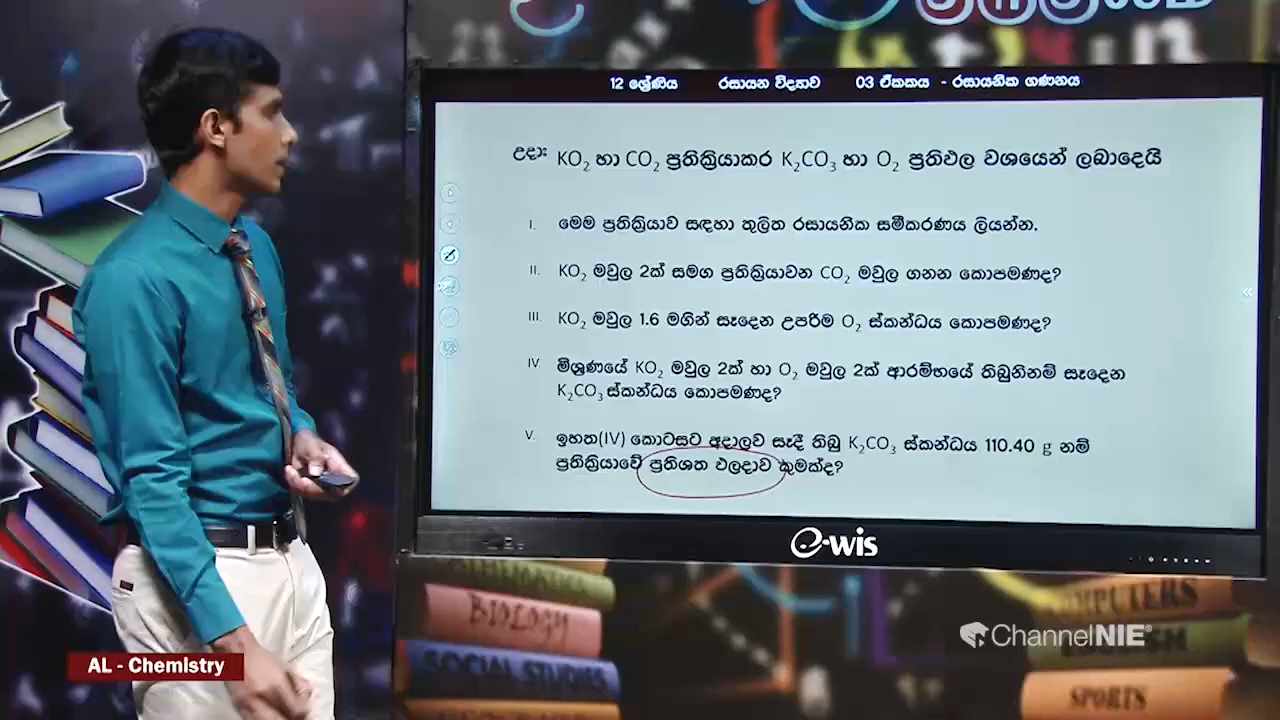 12 ශ්‍රේණිය රසායන විද්‍යාව 03 ඒකකය - රසායනික ගණනය
උදා: KO₂ හා CO₂ ප්‍රතික්‍රියාකර K₂CO₃ හා O₂ ප්‍රතිඵල වශයෙන් ලබාදෙයි
I. මෙම ප්‍රතික්‍රියාව සඳහා තුලිත රසායනික සමීකරණය ලියන්න.
II. KO₂ මවුල 2ක් සමග ප්‍රතික්‍රියාවන CO₂ මවුල ගනන කොපමණද?
III. KO₂ මවුල 1.6 මගින් සෑදෙන උපරිම O₂ ස්කන්ධය කොපමණද?
IV මිශ්‍රණයේ KO₂ මවුල 2ක් හා O₂ මවුල 2ක් ආරම්භයේ තිබුනිනම් සෑදෙන
K₂CO₃ ස්කන්ධය කොපමණද?
V. ඉහත(IV) කොටසට අදාලව සෑදී තිබු K₂CO₃ ස්කන්ධය 110.40 g නම්
ප්‍රතික්‍රියාවේ ප්‍රතිශත ඵලදාව කුමක්ද?
e-wis
BIOLOGY
SOCIAL STUDIES
COMPUTERS
SPORTS
ChannelNIE
AL - Chemistry